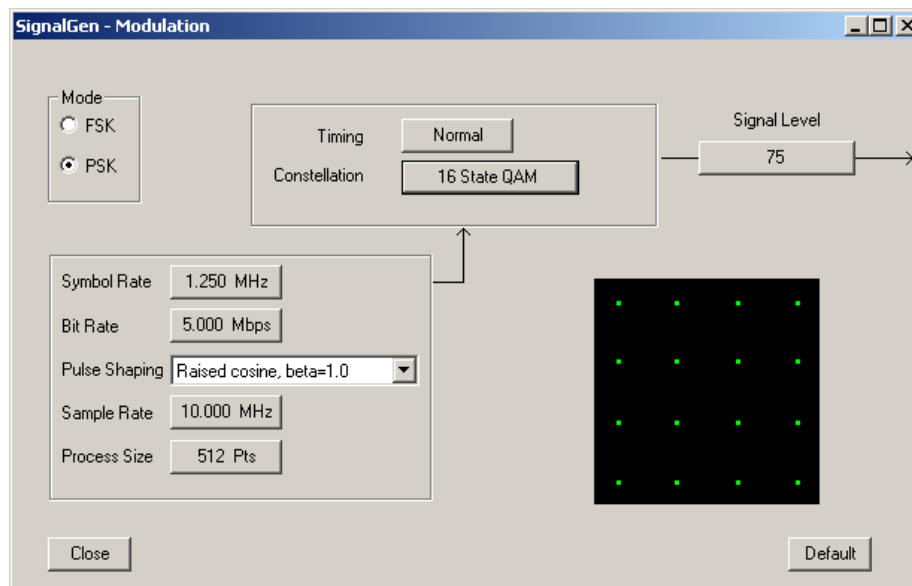 SignalGen - Modulation
Mode
FSK
PSK
Timing Normal
Constellation 16 State QAM
Signal Level
75
Symbol Rate 1.250 MHz
Bit Rate 5.000 Mbps
Pulse Shaping Raised cosine, beta=1.0
Sample Rate 10.000 MHz
Process Size 512 Pts
Close
Default